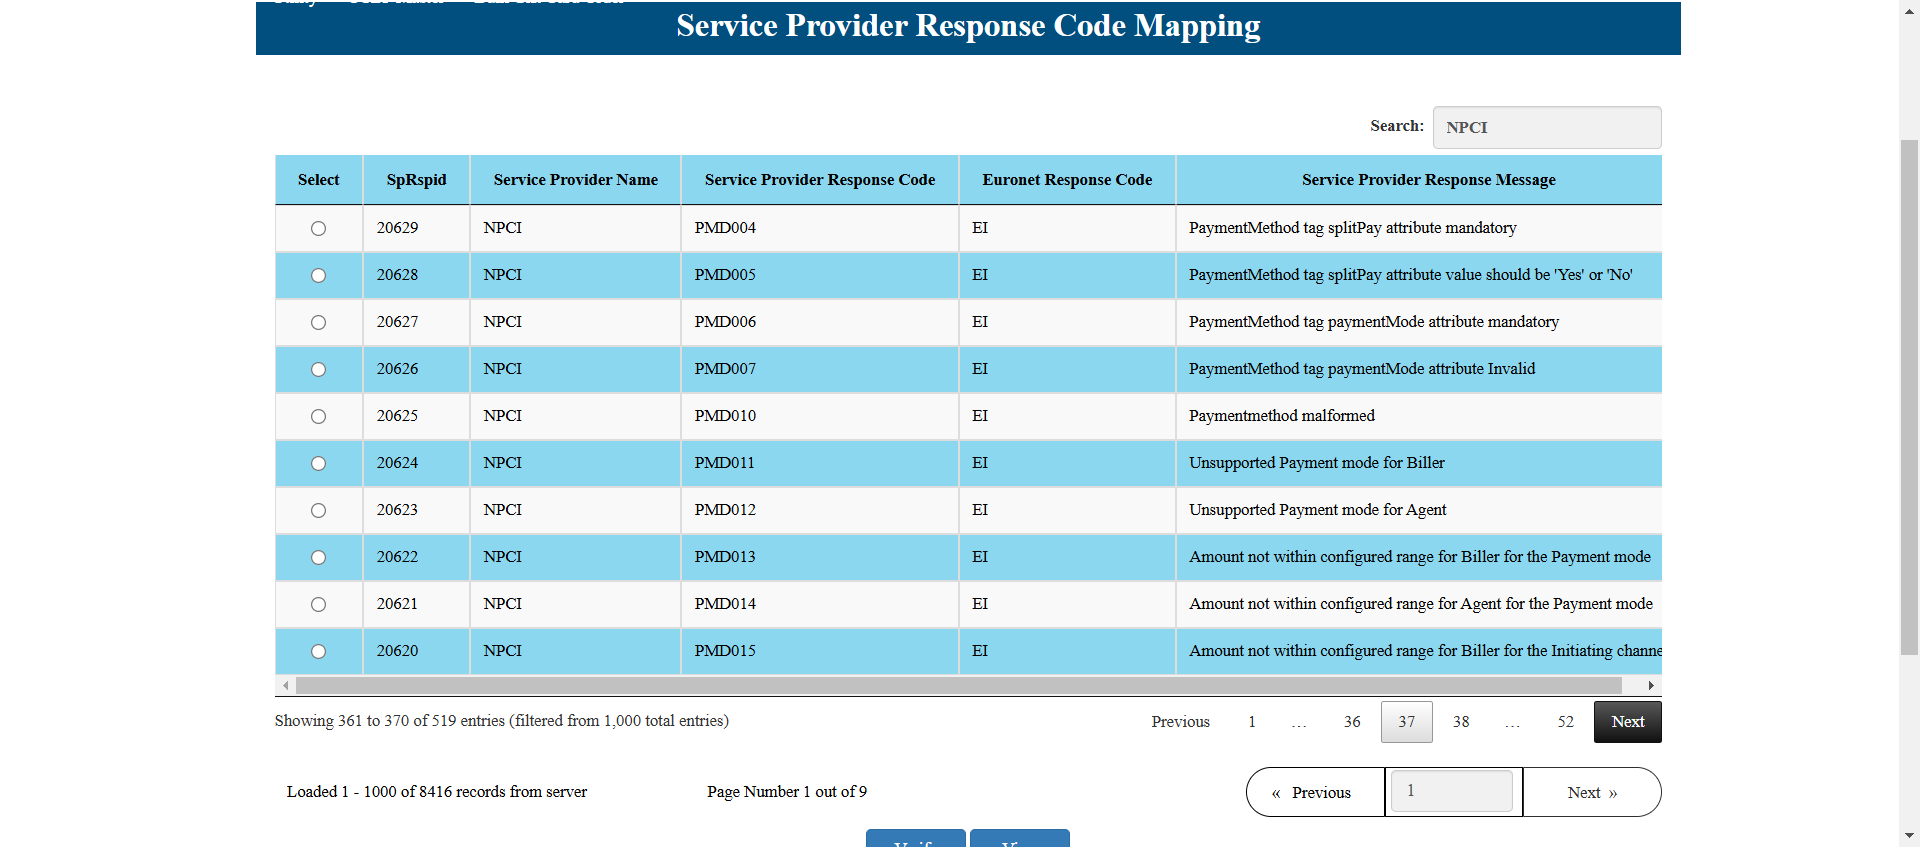 Service Provider Response Code Mapping
Search: NPCI
Select SpRspid Service Provider Name Service Provider Response Code Euronet Response Code Service Provider Response Message
20629 NPCI PMD004 EI PaymentMethod tag splitPay attribute mandatory
20628 NPCI PMD005 EI PaymentMethod tag splitPay attribute value should be 'Yes' or 'No'
20627 NPCI PMD006 EI PaymentMethod tag paymentMode attribute mandatory
20626 NPCI PMD007 EI PaymentMethod tag paymentMode attribute Invalid
20625 NPCI PMD010 EI Paymentmethod malformed
20624 NPCI PMD011 EI Unsupported Payment mode for Biller
20623 NPCI PMD012 EI Unsupported Payment mode for Agent
20622 NPCI PMD013 EI Amount not within configured range for Biller for the Payment mode
20621 NPCI PMD014 EI Amount not within configured range for Agent for the Payment mode
20620 NPCI PMD015 EI Amount not within configured range for Biller for the Initiating channe
Showing 361 to 370 of 519 entries (filtered from 1,000 total entries) Previous 1 … 36 37 38 … 52 Next
Loaded 1 - 1000 of 8416 records from server Page Number 1 out of 9 « Previous 1 Next »